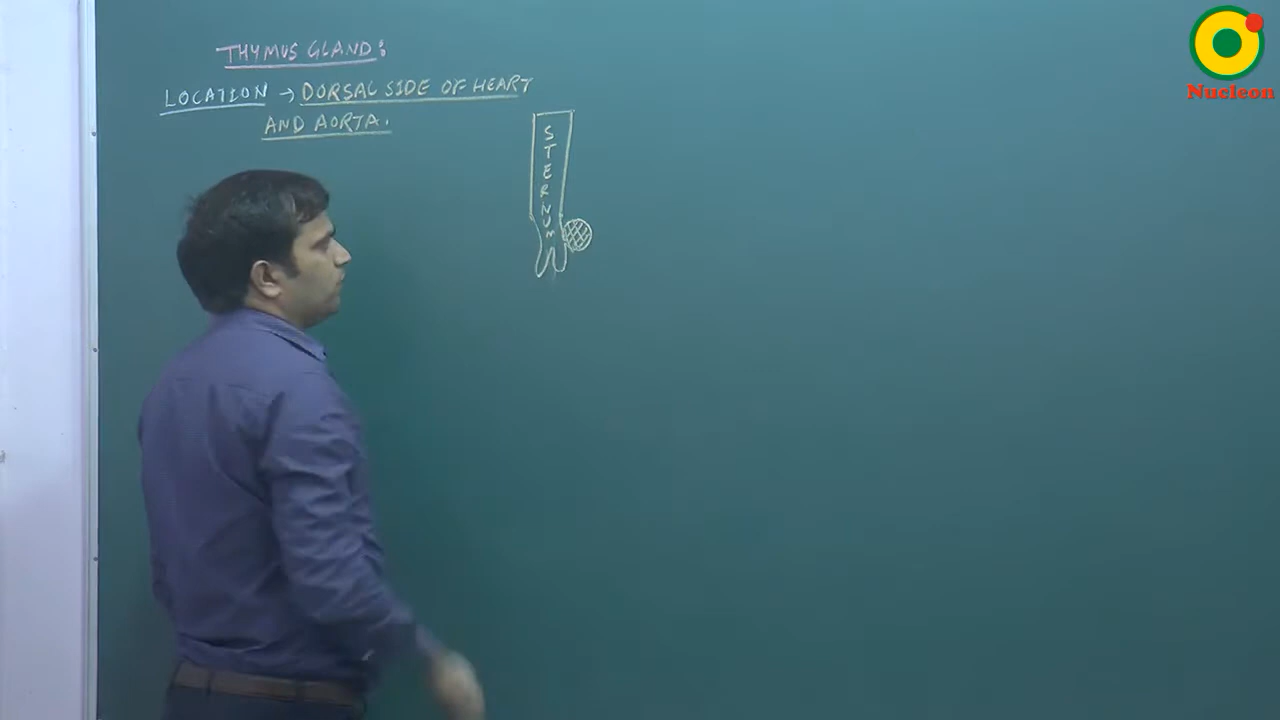 THYMUS GLAND:
LOCATION → DORSAL SIDE OF HEART
AND AORTA.
STERNUM
Nucleon